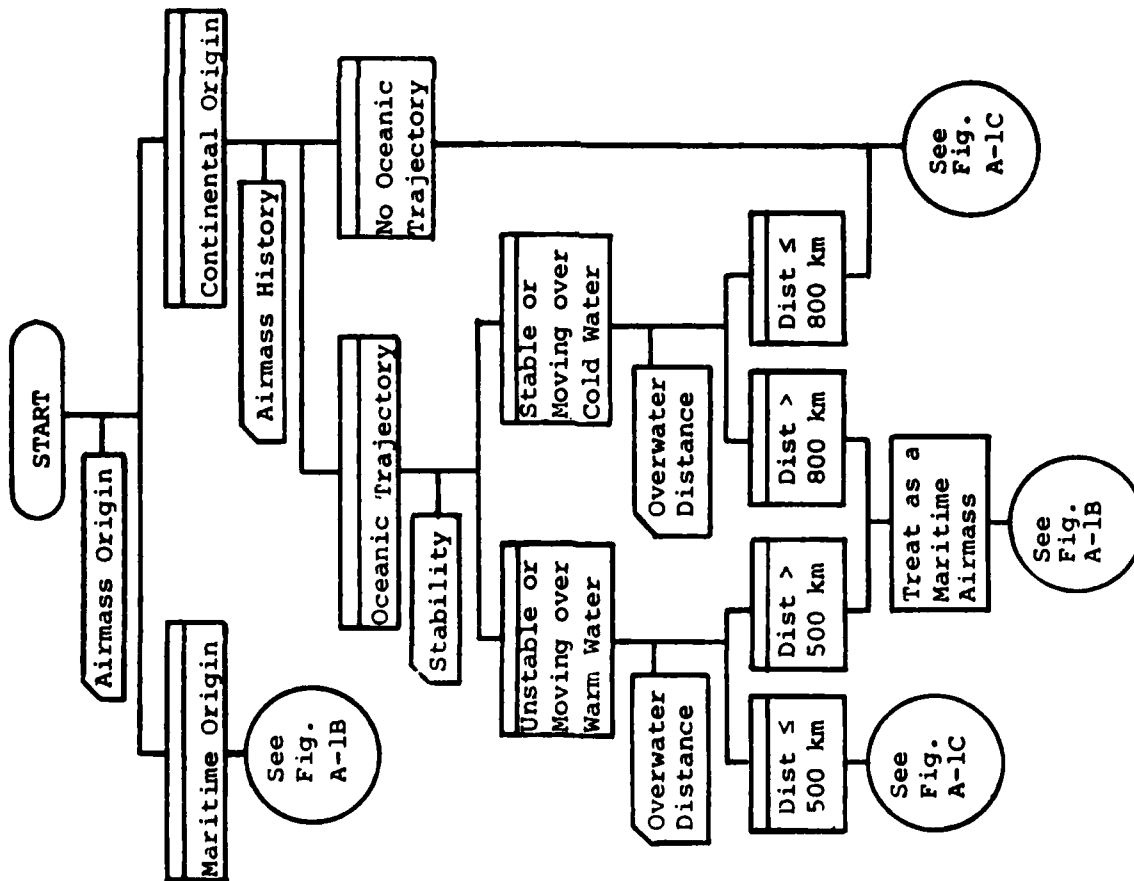 START
Airmass Origin
Maritime Origin
See
Fig.
A-1B
Continental Origin
Airmass History
Oceanic Trajectory
No Oceanic
Trajectory
Stability
Unstable or
Moving over
Warm Water
Stable or
Moving over
Cold Water
Overwater
Distance
Overwater
Distance
Dist ≤
500 km
Dist >
500 km
Dist >
800 km
Dist ≤
800 km
See
Fig.
A-1C
Treat as a
Maritime
Airmass
See
Fig.
A-1B
See
Fig.
A-1C